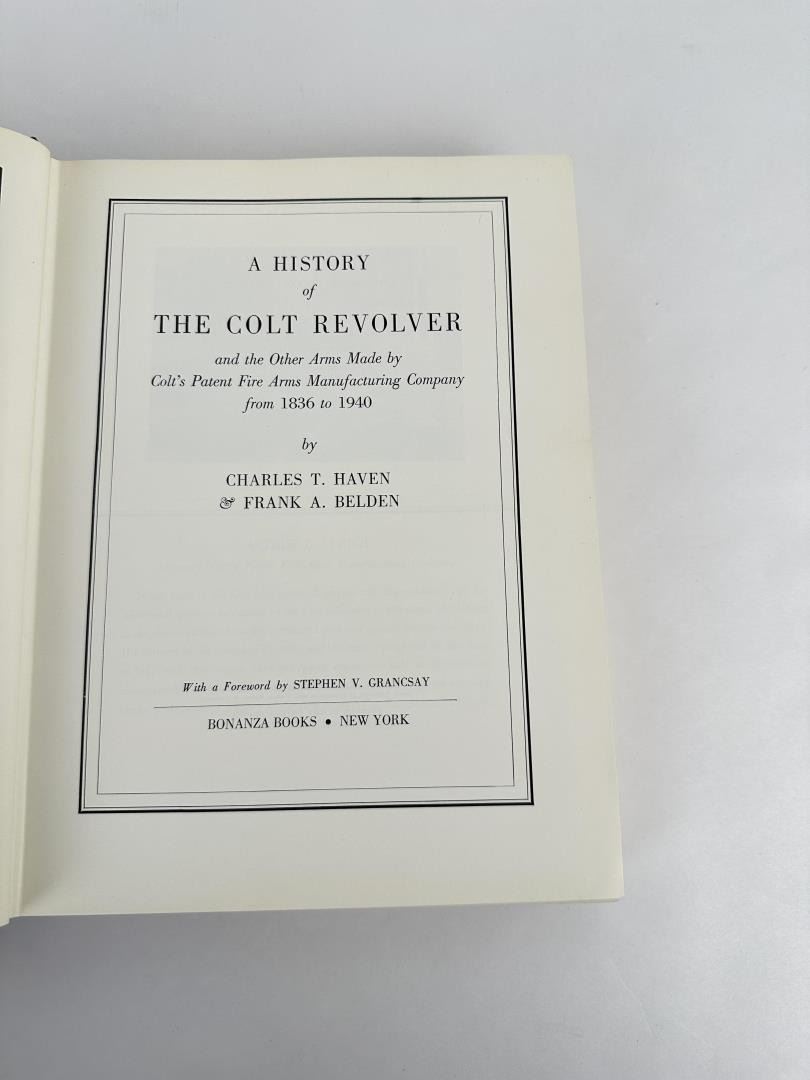 A HISTORY
of
THE COLT REVOLVER
and the Other Arms Made by
Colt's Patent Fire Arms Manufacturing Company
from 1836 to 1940
by
CHARLES T. HAVEN
& FRANK A. BELDEN
With a Foreword by STEPHEN V. GRANCSAY
BONANZA BOOKS • NEW YORK